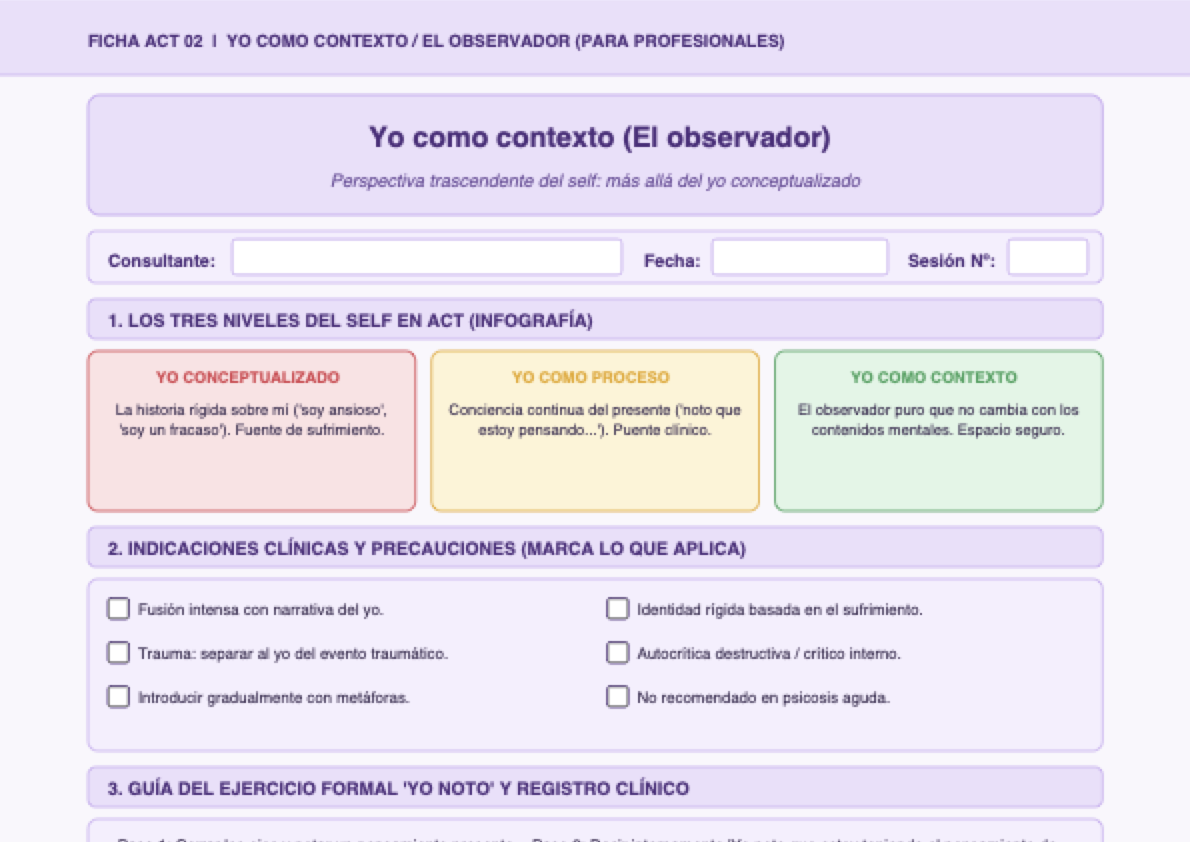 FICHA ACT 02 | YO COMO CONTEXTO / EL OBSERVADOR (PARA PROFESIONALES)
Yo como contexto (El observador)
Perspectiva trascendente del self: más allá del yo conceptualizado
Consultante:
Fecha:
Sesión N°:
1. LOS TRES NIVELES DEL SELF EN ACT (INFOGRAFÍA)
YO CONCEPTUALIZADO
La historia rígida sobre mí ('soy ansioso',
'soy un fracaso'). Fuente de sufrimiento.
YO COMO PROCESO
Conciencia continua del presente ('noto que
estoy pensando...'). Puente clínico.
YO COMO CONTEXTO
El observador puro que no cambia con los
contenidos mentales. Espacio seguro.
2. INDICACIONES CLÍNICAS Y PRECAUCIONES (MARCA LO QUE APLICA)
Fusión intensa con narrativa del yo.
Identidad rígida basada en el sufrimiento.
Trauma: separar al yo del evento traumático.
Autocrítica destructiva / crítico interno.
Introducir gradualmente con metáforas.
No recomendado en psicosis aguda.
3. GUÍA DEL EJERCICIO FORMAL 'YO NOTO' Y REGISTRO CLÍNICO